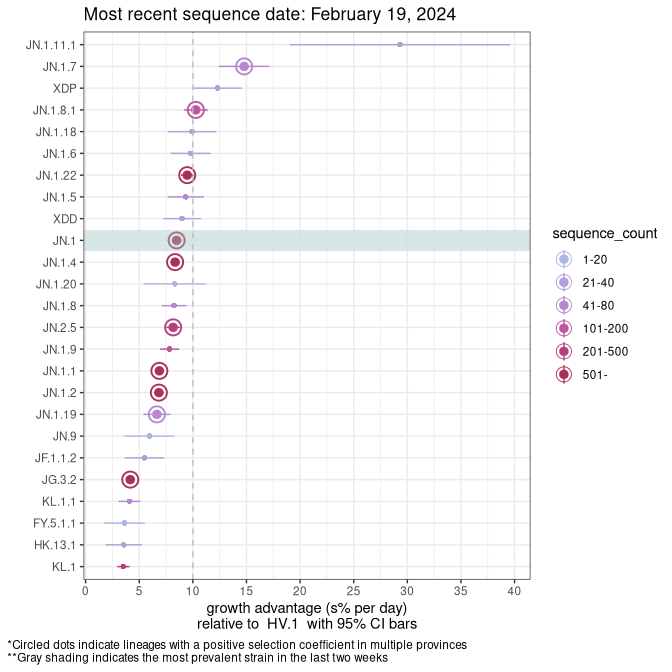 Most recent sequence date: February 19, 2024
JN.1.11.1
JN.1.7
XDP
JN.1.8.1
JN.1.18
JN.1.6
JN.1.22
JN.1.5
XDD
JN.1
JN.1.4
JN.1.20
JN.1.8
JN.2.5
JN.1.9
JN.1.1
JN.1.2
JN.1.19
JN.9
JF.1.1.2
JG.3.2
KL.1.1
FY.5.1.1
HK.13.1
KL.1
0 5 10 15 20 25 30 35 40
growth advantage (s% per day)
relative to HV.1 with 95% CI bars
sequence_count
1-20
21-40
41-80
101-200
201-500
501-
*Circled dots indicate lineages with a positive selection coefficient in multiple provinces
**Gray shading indicates the most prevalent strain in the last two weeks